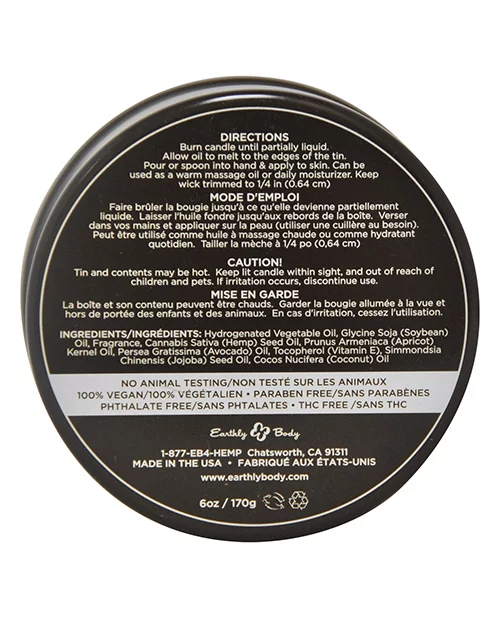 DIRECTIONS
Burn candle until partially liquid.
Allow oil to melt to the edges of the tin.
Pour or spoon into hand & apply to skin. Can be
used as a warm massage oil or daily moisturizer. Keep
wick trimmed to 1/4 in (0.64 cm)
MODE D'EMPLOI
Faire brûler la bougie jusqu'à ce qu'elle devienne partiellement
liquide. Laisser l'huile fondre jusqu'aux rebords de la boîte. Verser
dans vos mains et appliquer sur la peau (utiliser une cuillère au besoin).
Peut être utilisé comme huile à massage chaude ou comme hydratant
quotidien. Tailler la mèche à 1/4 po (0,64 cm)
CAUTION!
Tin and contents may be hot. Keep lit candle within sight, and out of reach of
children and pets. If irritation occurs, discontinue use.
MISE EN GARDE
La boîte et son contenu peuvent être chauds. Garder la bougie allumée à la vue et
hors de portée des enfants et des animaux. En cas d'irritation, cessez l'utilisation.
INGREDIENTS/INGRÉDIENTS: Hydrogenated Vegetable Oil, Glycine Soja (Soybean)
Oil, Fragrance, Cannabis Sativa (Hemp) Seed Oil, Prunus Armeniaca (Apricot)
Kernel Oil, Persea Gratissima (Avocado) Oil, Tocopherol (Vitamin E), Simmondsia
Chinensis (Jojoba) Seed Oil, Cocos Nucifera (Coconut) Oil
NO ANIMAL TESTING/NON TESTÉ SUR LES ANIMAUX
100% VEGAN/100% VÉGÉTALIEN • PARABEN FREE/SANS PARABÈNES
PHTHALATE FREE/SANS PHTALATES • THC FREE /SANS THC
Earthly Body
1-877-EB4-HEMP Chatsworth, CA 91311
MADE IN THE USA • FABRIQUÉ AUX ÉTATS-UNIS
www.earthlybody.com
6oz / 170g